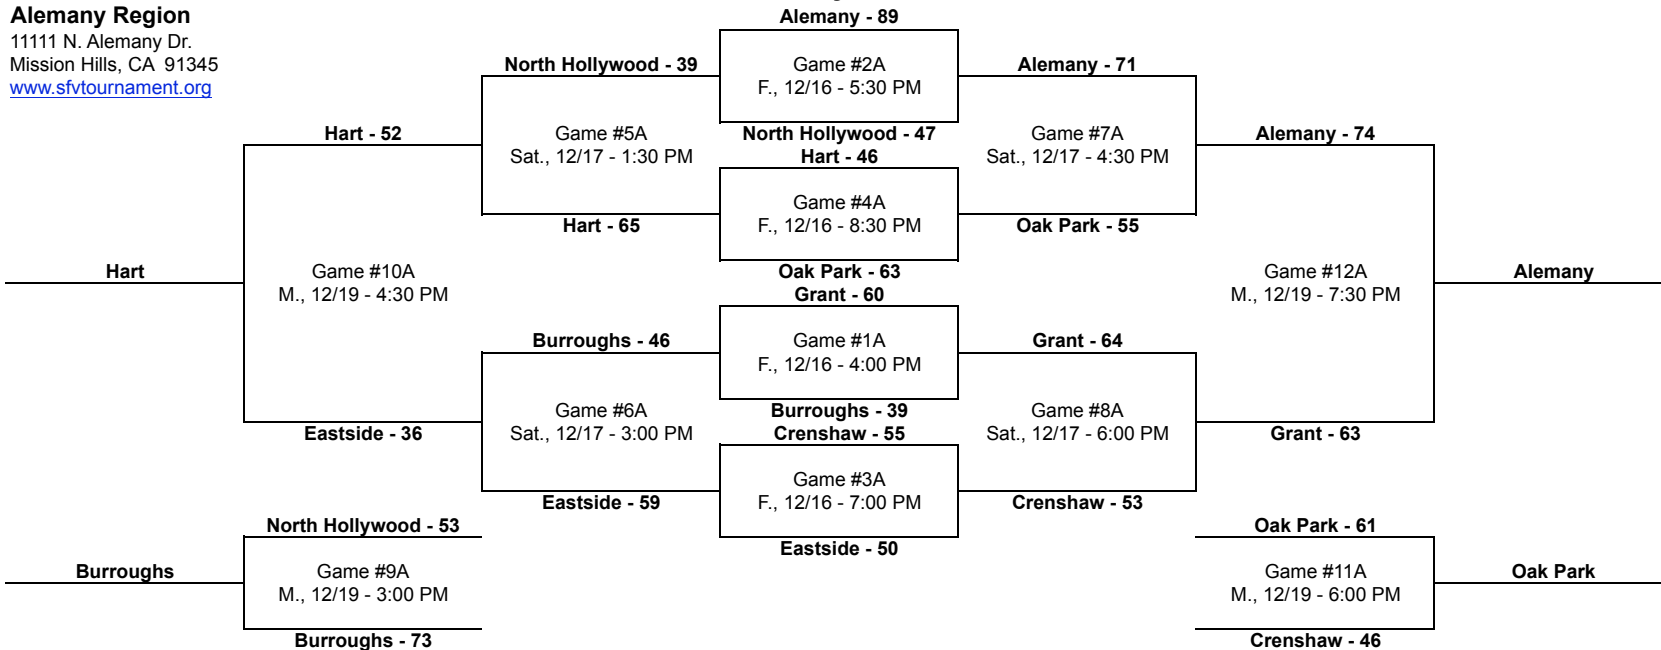 Alemany Region
11111 N. Alemany Dr.
Mission Hills, CA 91345
www.sfvtournament.org
Alemany - 89
North Hollywood - 39
Game #2A
F., 12/16 - 5:30 PM
Alemany - 71
Hart - 52
Game #5A
Sat., 12/17 - 1:30 PM
North Hollywood - 47
Hart - 46
Game #7A
Sat., 12/17 - 4:30 PM
Alemany - 74
Game #4A
F., 12/16 - 8:30 PM
Hart - 65
Oak Park - 55
Hart
Game #10A
M., 12/19 - 4:30 PM
Oak Park - 63
Grant - 60
Game #12A
M., 12/19 - 7:30 PM
Alemany
Burroughs - 46
Game #1A
F., 12/16 - 4:00 PM
Grant - 64
Game #6A
Sat., 12/17 - 3:00 PM
Burroughs - 39
Crenshaw - 55
Game #8A
Sat., 12/17 - 6:00 PM
Eastside - 36
Grant - 63
Game #3A
F., 12/16 - 7:00 PM
Eastside - 59
Crenshaw - 53
North Hollywood - 53
Eastside - 50
Oak Park - 61
Burroughs
Game #9A
M., 12/19 - 3:00 PM
Game #11A
M., 12/19 - 6:00 PM
Oak Park
Burroughs - 73
Crenshaw - 46